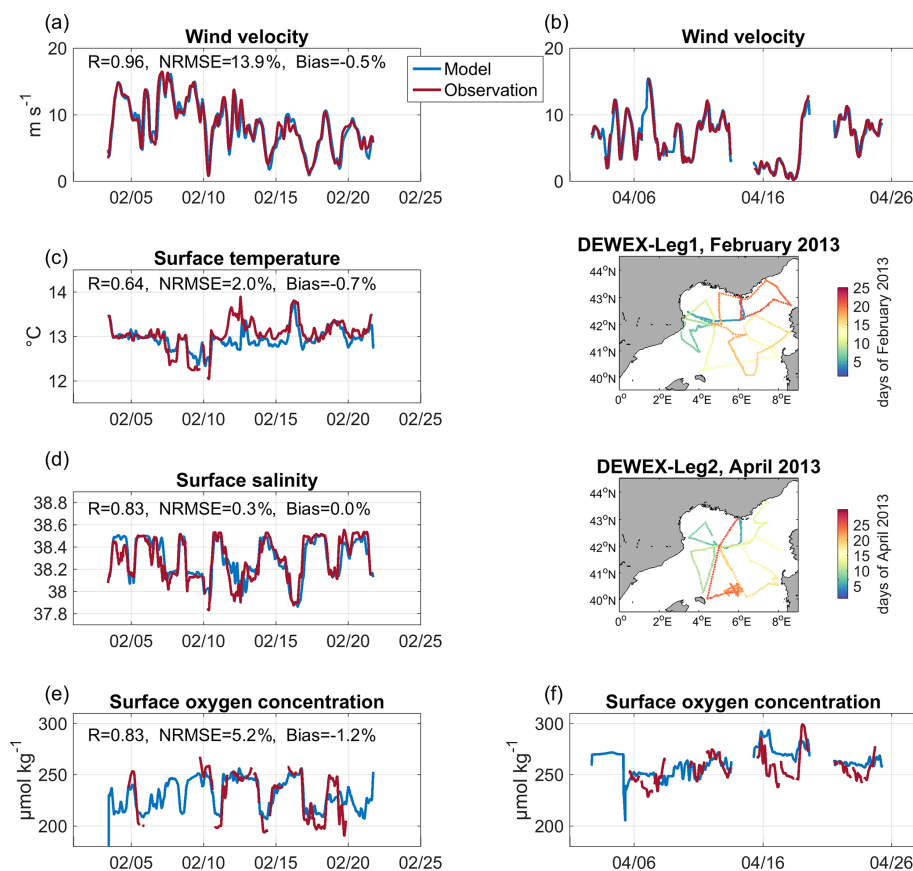 (a)
Wind velocity
R=0.96, NRMSE=13.9%, Bias=-0.5%
Model
Observation
m s-1
20
10
0
02/05 02/10 02/15 02/20 02/25
(b)
Wind velocity
20
10
0
04/06 04/16 04/26
(c)
Surface temperature
R=0.64, NRMSE=2.0%, Bias=-0.7%
°C
14
13
12
02/05 02/10 02/15 02/20 02/25
DEWEX-Leg1, February 2013
44°N
43°N
42°N
41°N
40°N
0° 2°E 4°E 6°E 8°E
25
20
15
10
5
days of February 2013
(d)
Surface salinity
R=0.83, NRMSE=0.3%, Bias=0.0%
38.8
38.6
38.4
38.2
38
37.8
02/05 02/10 02/15 02/20 02/25
DEWEX-Leg2, April 2013
44°N
43°N
42°N
41°N
40°N
0° 2°E 4°E 6°E 8°E
25
20
15
10
5
days of April 2013
(e)
Surface oxygen concentration
R=0.83, NRMSE=5.2%, Bias=-1.2%
µmol kg-1
300
250
200
02/05 02/10 02/15 02/20 02/25
(f)
Surface oxygen concentration
µmol kg-1
300
250
200
04/06 04/16 04/26